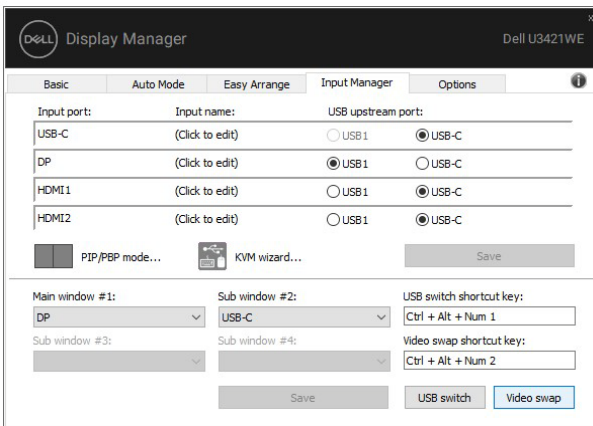 DELL Display Manager Dell U3421WE
Basic Auto Mode Easy Arrange Input Manager Options
Input port: Input name: USB upstream port:
USB-C (Click to edit) USB1 USB-C
DP (Click to edit) USB1 USB-C
HDMI1 (Click to edit) USB1 USB-C
HDMI2 (Click to edit) USB1 USB-C
PIP/PBP mode... KVM wizard... Save
Main window #1: Sub window #2: USB switch shortcut key:
DP USB-C Ctrl + Alt + Num 1
Sub window #3: Sub window #4: Video swap shortcut key:
Ctrl + Alt + Num 2
Save USB switch Video swap